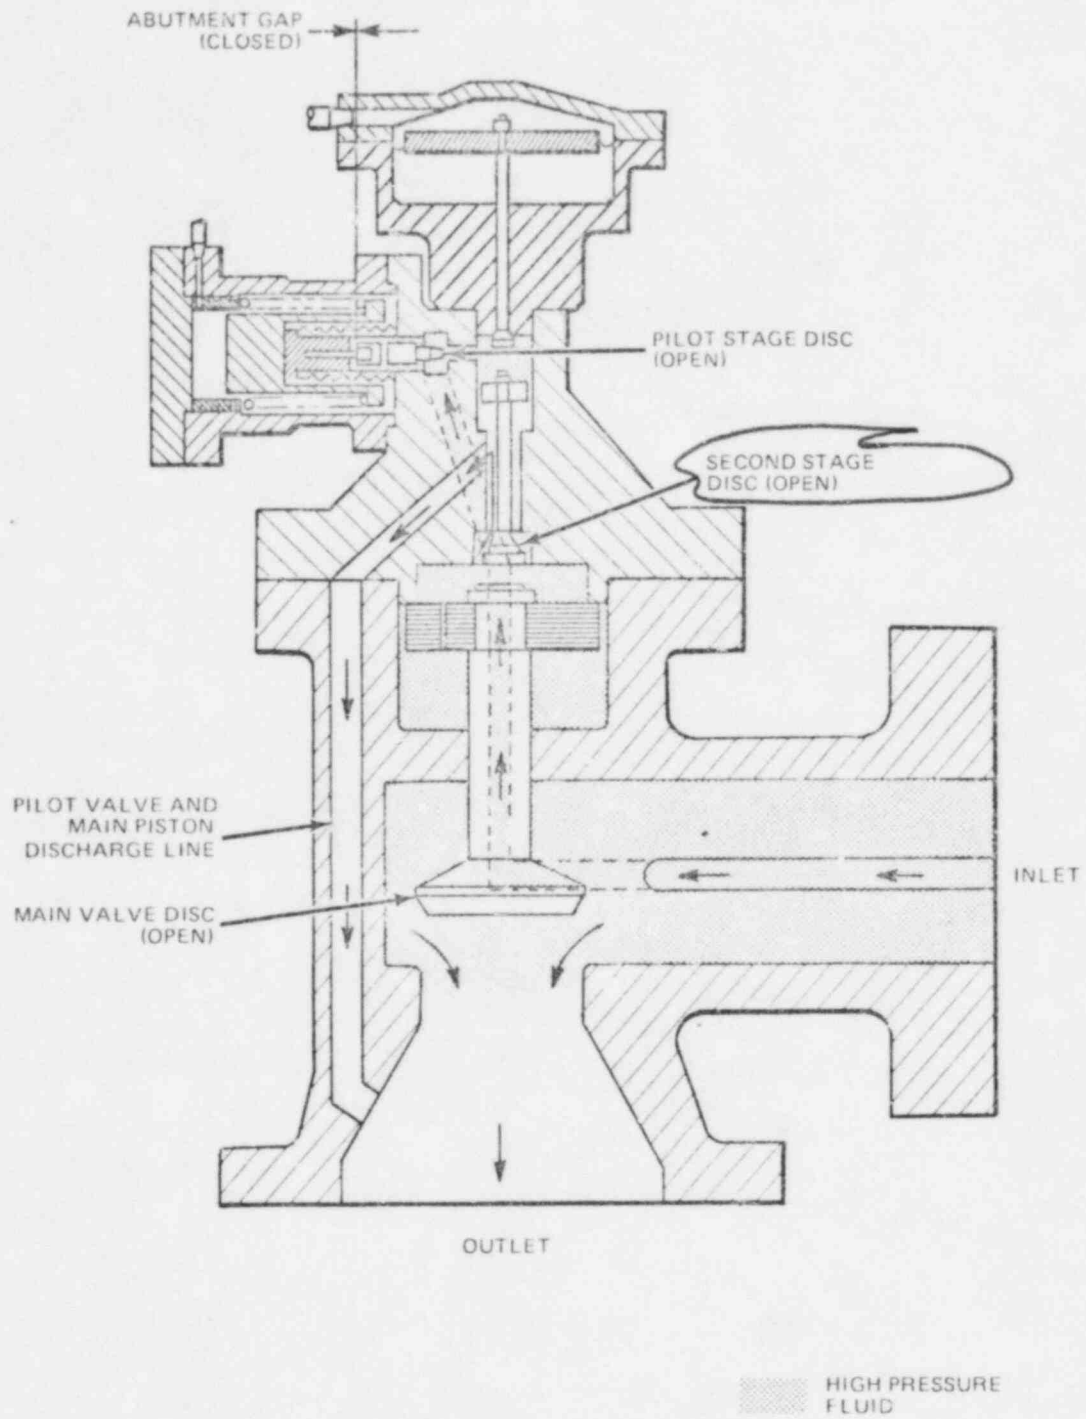 ABUTMENT GAP
(CLOSED)
PILOT STAGE DISC
(OPEN)
SECOND STAGE
DISC (OPEN)
PILOT VALVE AND
MAIN PISTON
DISCHARGE LINE
INLET
MAIN VALVE DISC
(OPEN)
OUTLET
HIGH PRESSURE
FLUID